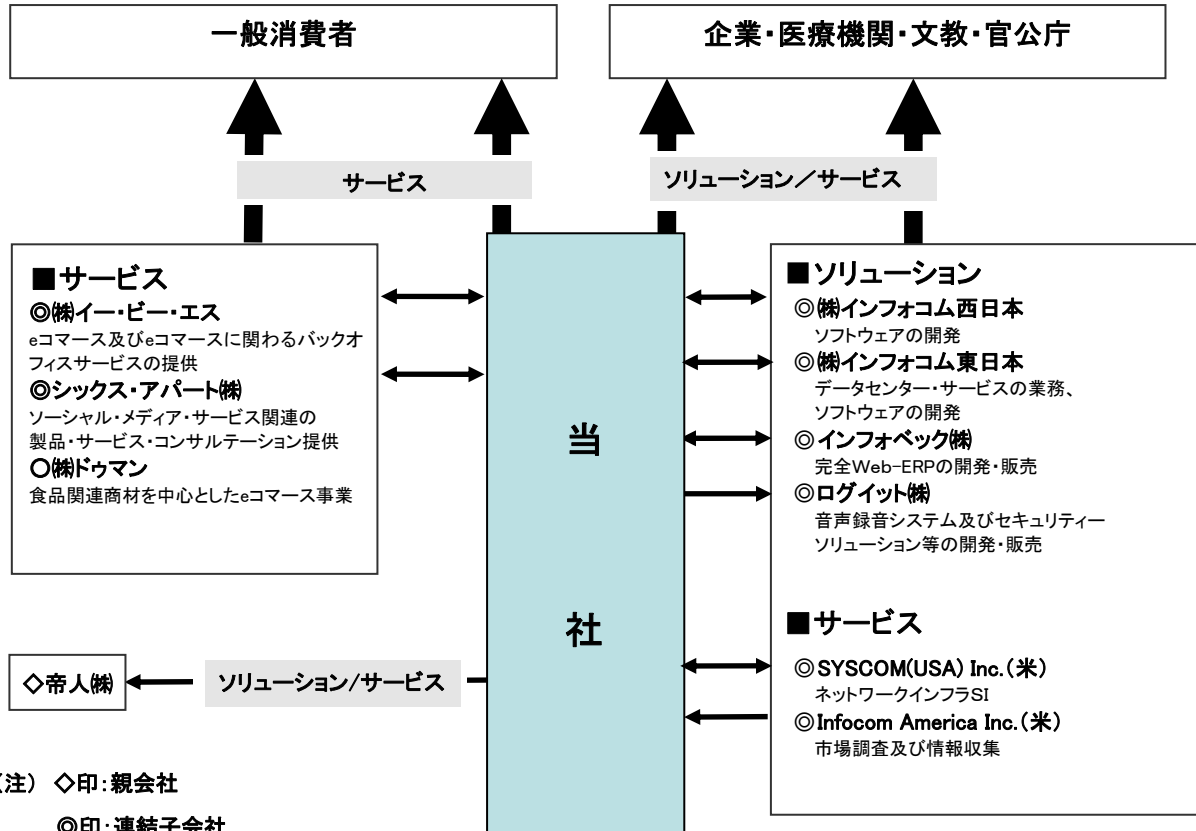 一般消費者
企業・医療機関・文教・官公庁
サービス
ソリューション／サービス
■サービス
◎㈱イー・ビー・エス
eコマース及びeコマースに関わるバックオ
フィスサービスの提供
◎シックス・アパート㈱
ソーシャル・メディア・サービス関連の
製品・サービス・コンサルテーション提供
○㈱ドゥマン
食品関連商材を中心としたeコマース事業
当
社
■ソリューション
◎㈱インフォコム西日本
ソフトウェアの開発
◎㈱インフォコム東日本
データセンター・サービスの業務、
ソフトウェアの開発
◎インフォベック㈱
完全Web-ERPの開発・販売
◎ログイット㈱
音声録音システム及びセキュリティー
ソリューション等の開発・販売
■サービス
◎SYSCOM(USA) Inc.(米)
ネットワークインフラSI
◎Infocom America Inc.(米)
市場調査及び情報収集
◇帝人㈱
ソリューション/サービス
（注） ◇印：親会社
◎印：連結子会社